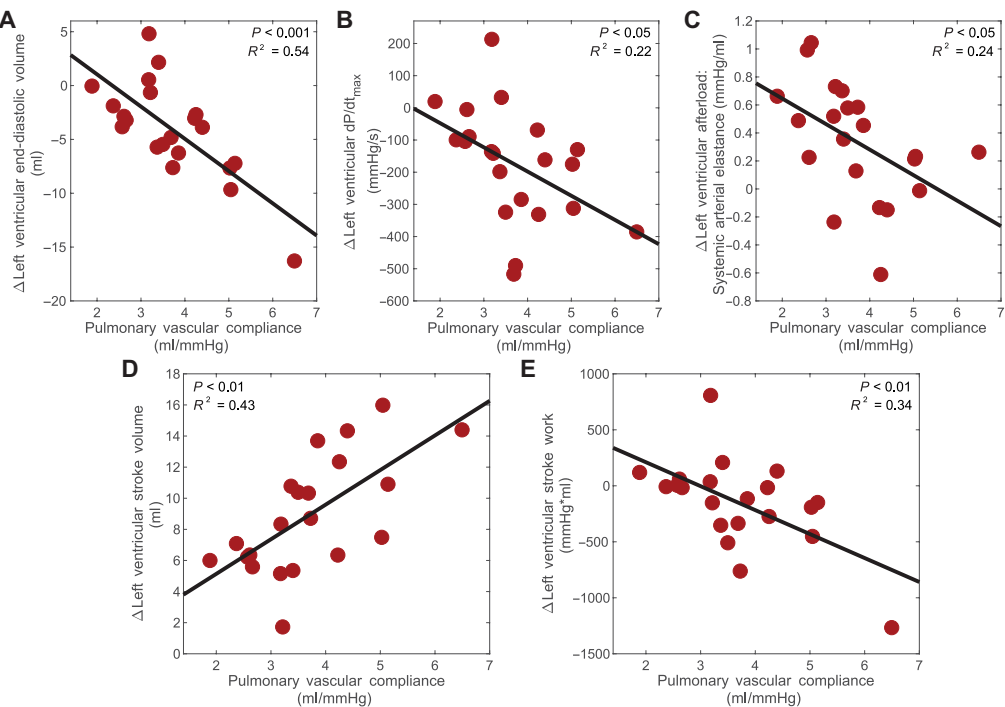 A
P < 0.001
R² = 0.54
5
0
−5
−10
−15
−20
2 3 4 5 6 7
ΔLeft ventricular end-diastolic volume
(ml)
Pulmonary vascular compliance
(ml/mmHg)
B
P < 0.05
R² = 0.22
200
100
0
−100
−200
−300
−400
−500
−600
2 3 4 5 6 7
ΔLeft ventricular dP/dtmax
(mmHg/s)
Pulmonary vascular compliance
(ml/mmHg)
C
P < 0.05
R² = 0.24
1.2
1
0.8
0.6
0.4
0.2
0
−0.2
−0.4
−0.6
−0.8
2 3 4 5 6 7
ΔLeft ventricular afterload:
Systemic arterial elastance (mmHg/ml)
Pulmonary vascular compliance
(ml/mmHg)
D
P < 0.01
R² = 0.43
18
16
14
12
10
8
6
4
2
0
2 3 4 5 6 7
ΔLeft ventricular stroke volume
(ml)
Pulmonary vascular compliance
(ml/mmHg)
E
P < 0.01
R² = 0.34
1000
500
0
−500
−1000
−1500
2 3 4 5 6 7
ΔLeft ventricular stroke work
(mmHg*ml)
Pulmonary vascular compliance
(ml/mmHg)